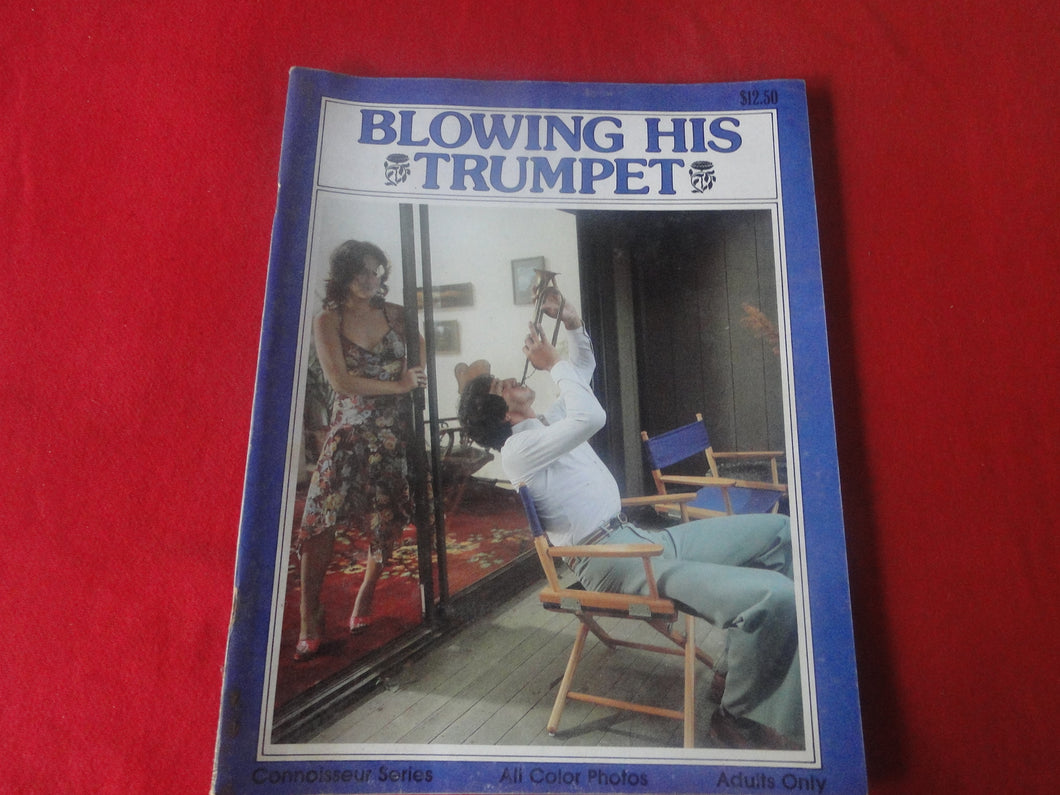 $12.50
BLOWING HIS
TRUMPET
Connoisseur Series All Color Photos Adults Only